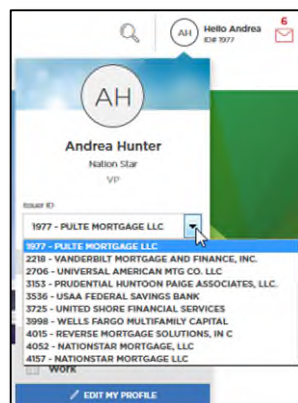 6
AH
Hello Andrea
ID# 1977
AH
Andrea Hunter
Nation Star
VP
Issuer ID
1977 - PULTE MORTGAGE LLC
1977 - PULTE MORTGAGE LLC
2218 - VANDERBILT MORTGAGE AND FINANCE, INC.
2706 - UNIVERSAL AMERICAN MTG CO. LLC
3153 - PRUDENTIAL HUNTOON PAIGE ASSOCIATES, LLC.
3536 - USAA FEDERAL SAVINGS BANK
3725 - UNITED SHORE FINANCIAL SERVICES
3998 - WELLS FARGO MULTIFAMILY CAPITAL
4015 - REVERSE MORTGAGE SOLUTIONS, IN C
4052 - NATIONSTAR MORTGAGE, LLC
4157 - NATIONSTAR MORTGAGE LLC
Work
EDIT MY PROFILE